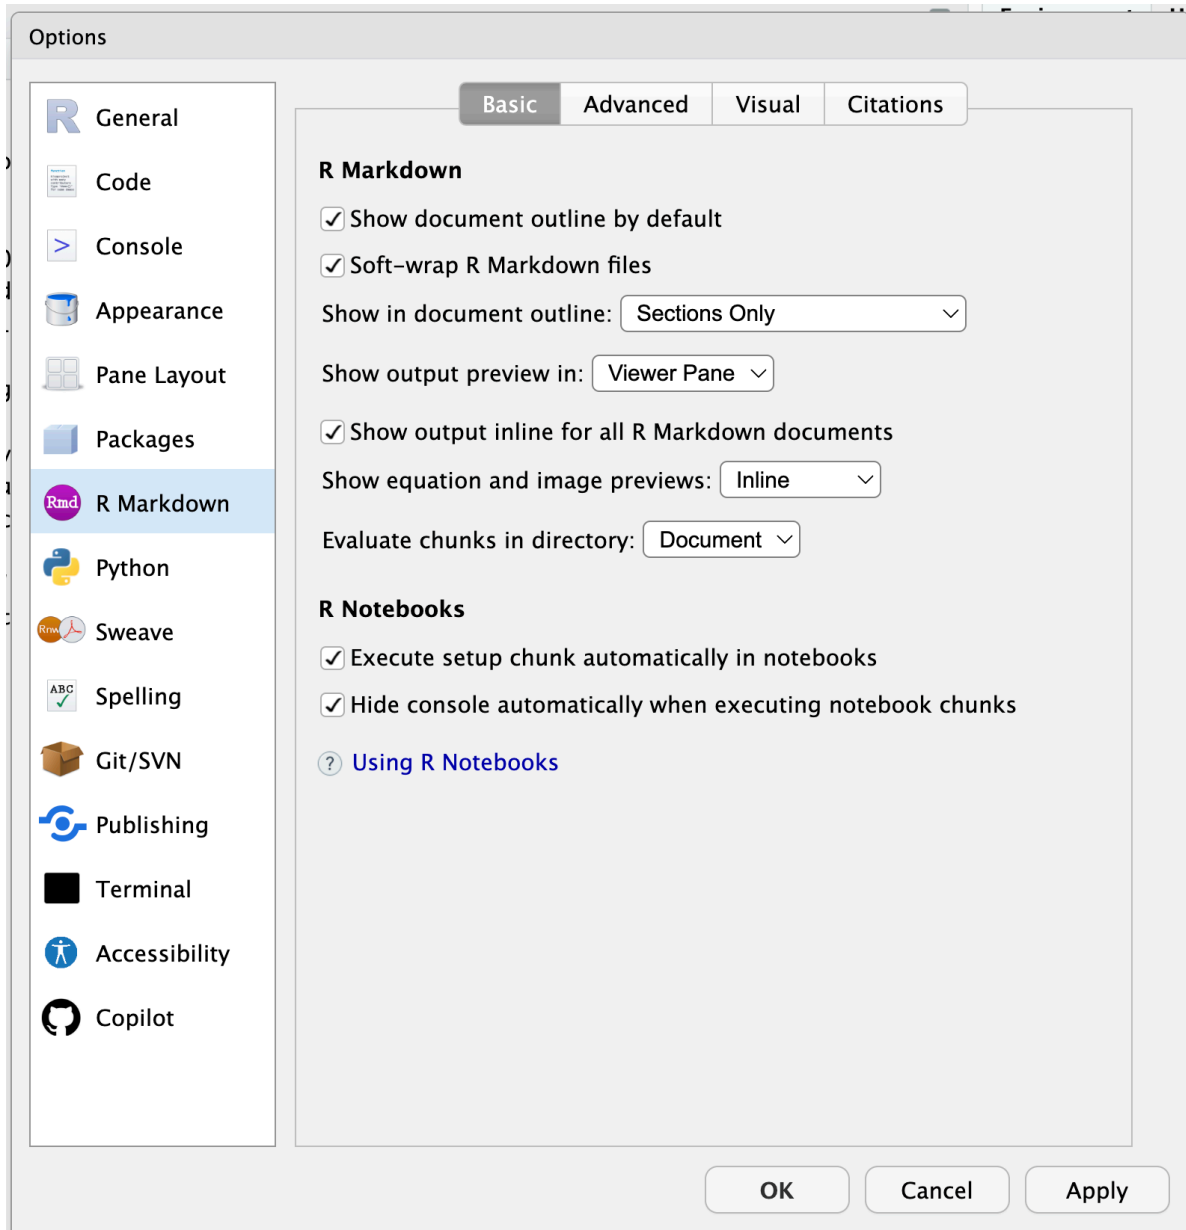 Options
General
Code
Console
Appearance
Pane Layout
Packages
Rmd R Markdown
Python
Rnw Sweave
ABC Spelling
Git/SVN
Publishing
Terminal
Accessibility
Copilot
Basic Advanced Visual Citations
R Markdown
Show document outline by default
Soft-wrap R Markdown files
Show in document outline: Sections Only
Show output preview in: Viewer Pane
Show output inline for all R Markdown documents
Show equation and image previews: Inline
Evaluate chunks in directory: Document
R Notebooks
Execute setup chunk automatically in notebooks
Hide console automatically when executing notebook chunks
? Using R Notebooks
OK Cancel Apply